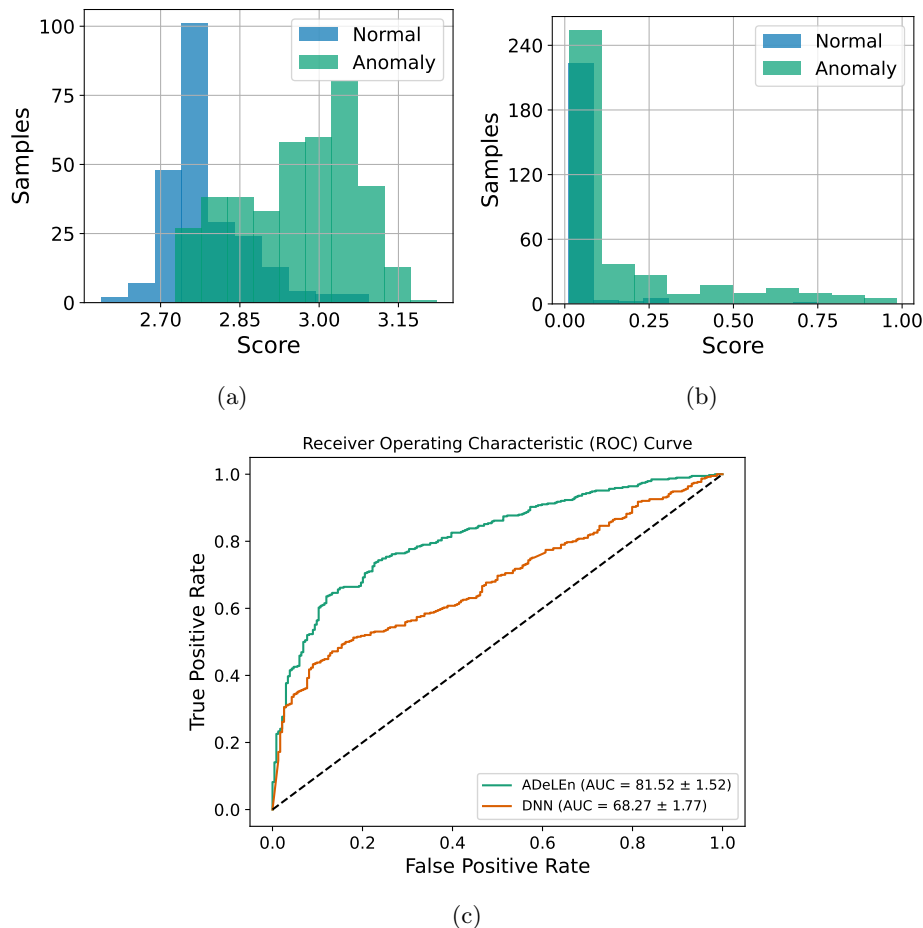 Normal
Anomaly
Samples
100
75
50
25
0
2.70
2.85
3.00
3.15
Score
(a)
Normal
Anomaly
Samples
240
180
120
60
0
0.00
0.25
0.50
0.75
1.00
Score
(b)
Receiver Operating Characteristic (ROC) Curve
True Positive Rate
1.0
0.8
0.6
0.4
0.2
0.0
ADeLEn (AUC = 81.52 ± 1.52)
DNN (AUC = 68.27 ± 1.77)
0.0
0.2
0.4
0.6
0.8
1.0
False Positive Rate
(c)